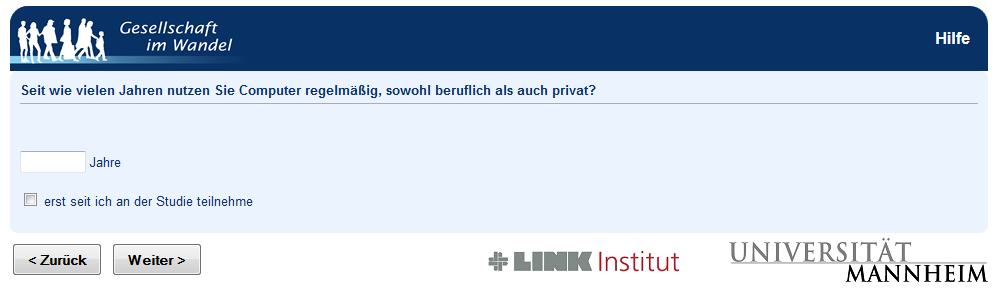 Gesellschaft
im Wandel
Hilfe
Seit wie vielen Jahren nutzen Sie Computer regelmäßig, sowohl beruflich als auch privat?
Jahre
erst seit ich an der Studie teilnehme
< Zurück
Weiter >
LINK Institut
UNIVERSITÄT
MANNHEIM